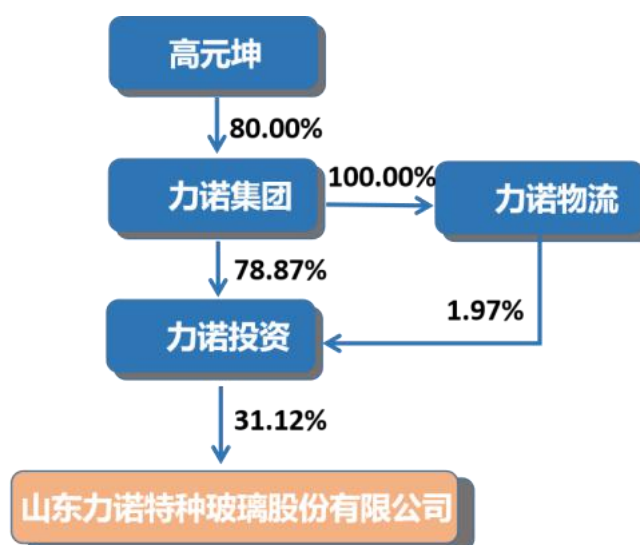 高元坤
80.00%
力诺集团
100.00%
力诺物流
78.87%
1.97%
力诺投资
31.12%
山东力诺特种玻璃股份有限公司